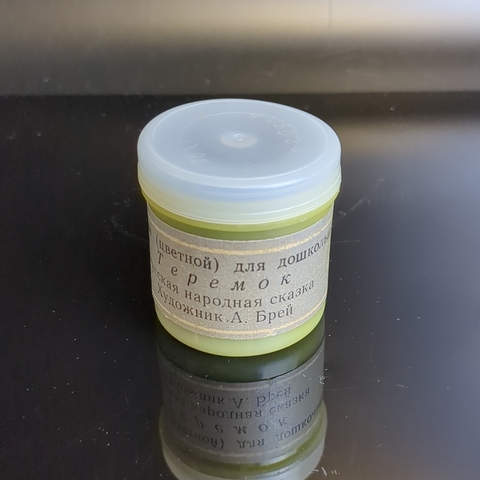 (цветной) для дошколь
Теремок
ская народная сказка
Художник А. Брей